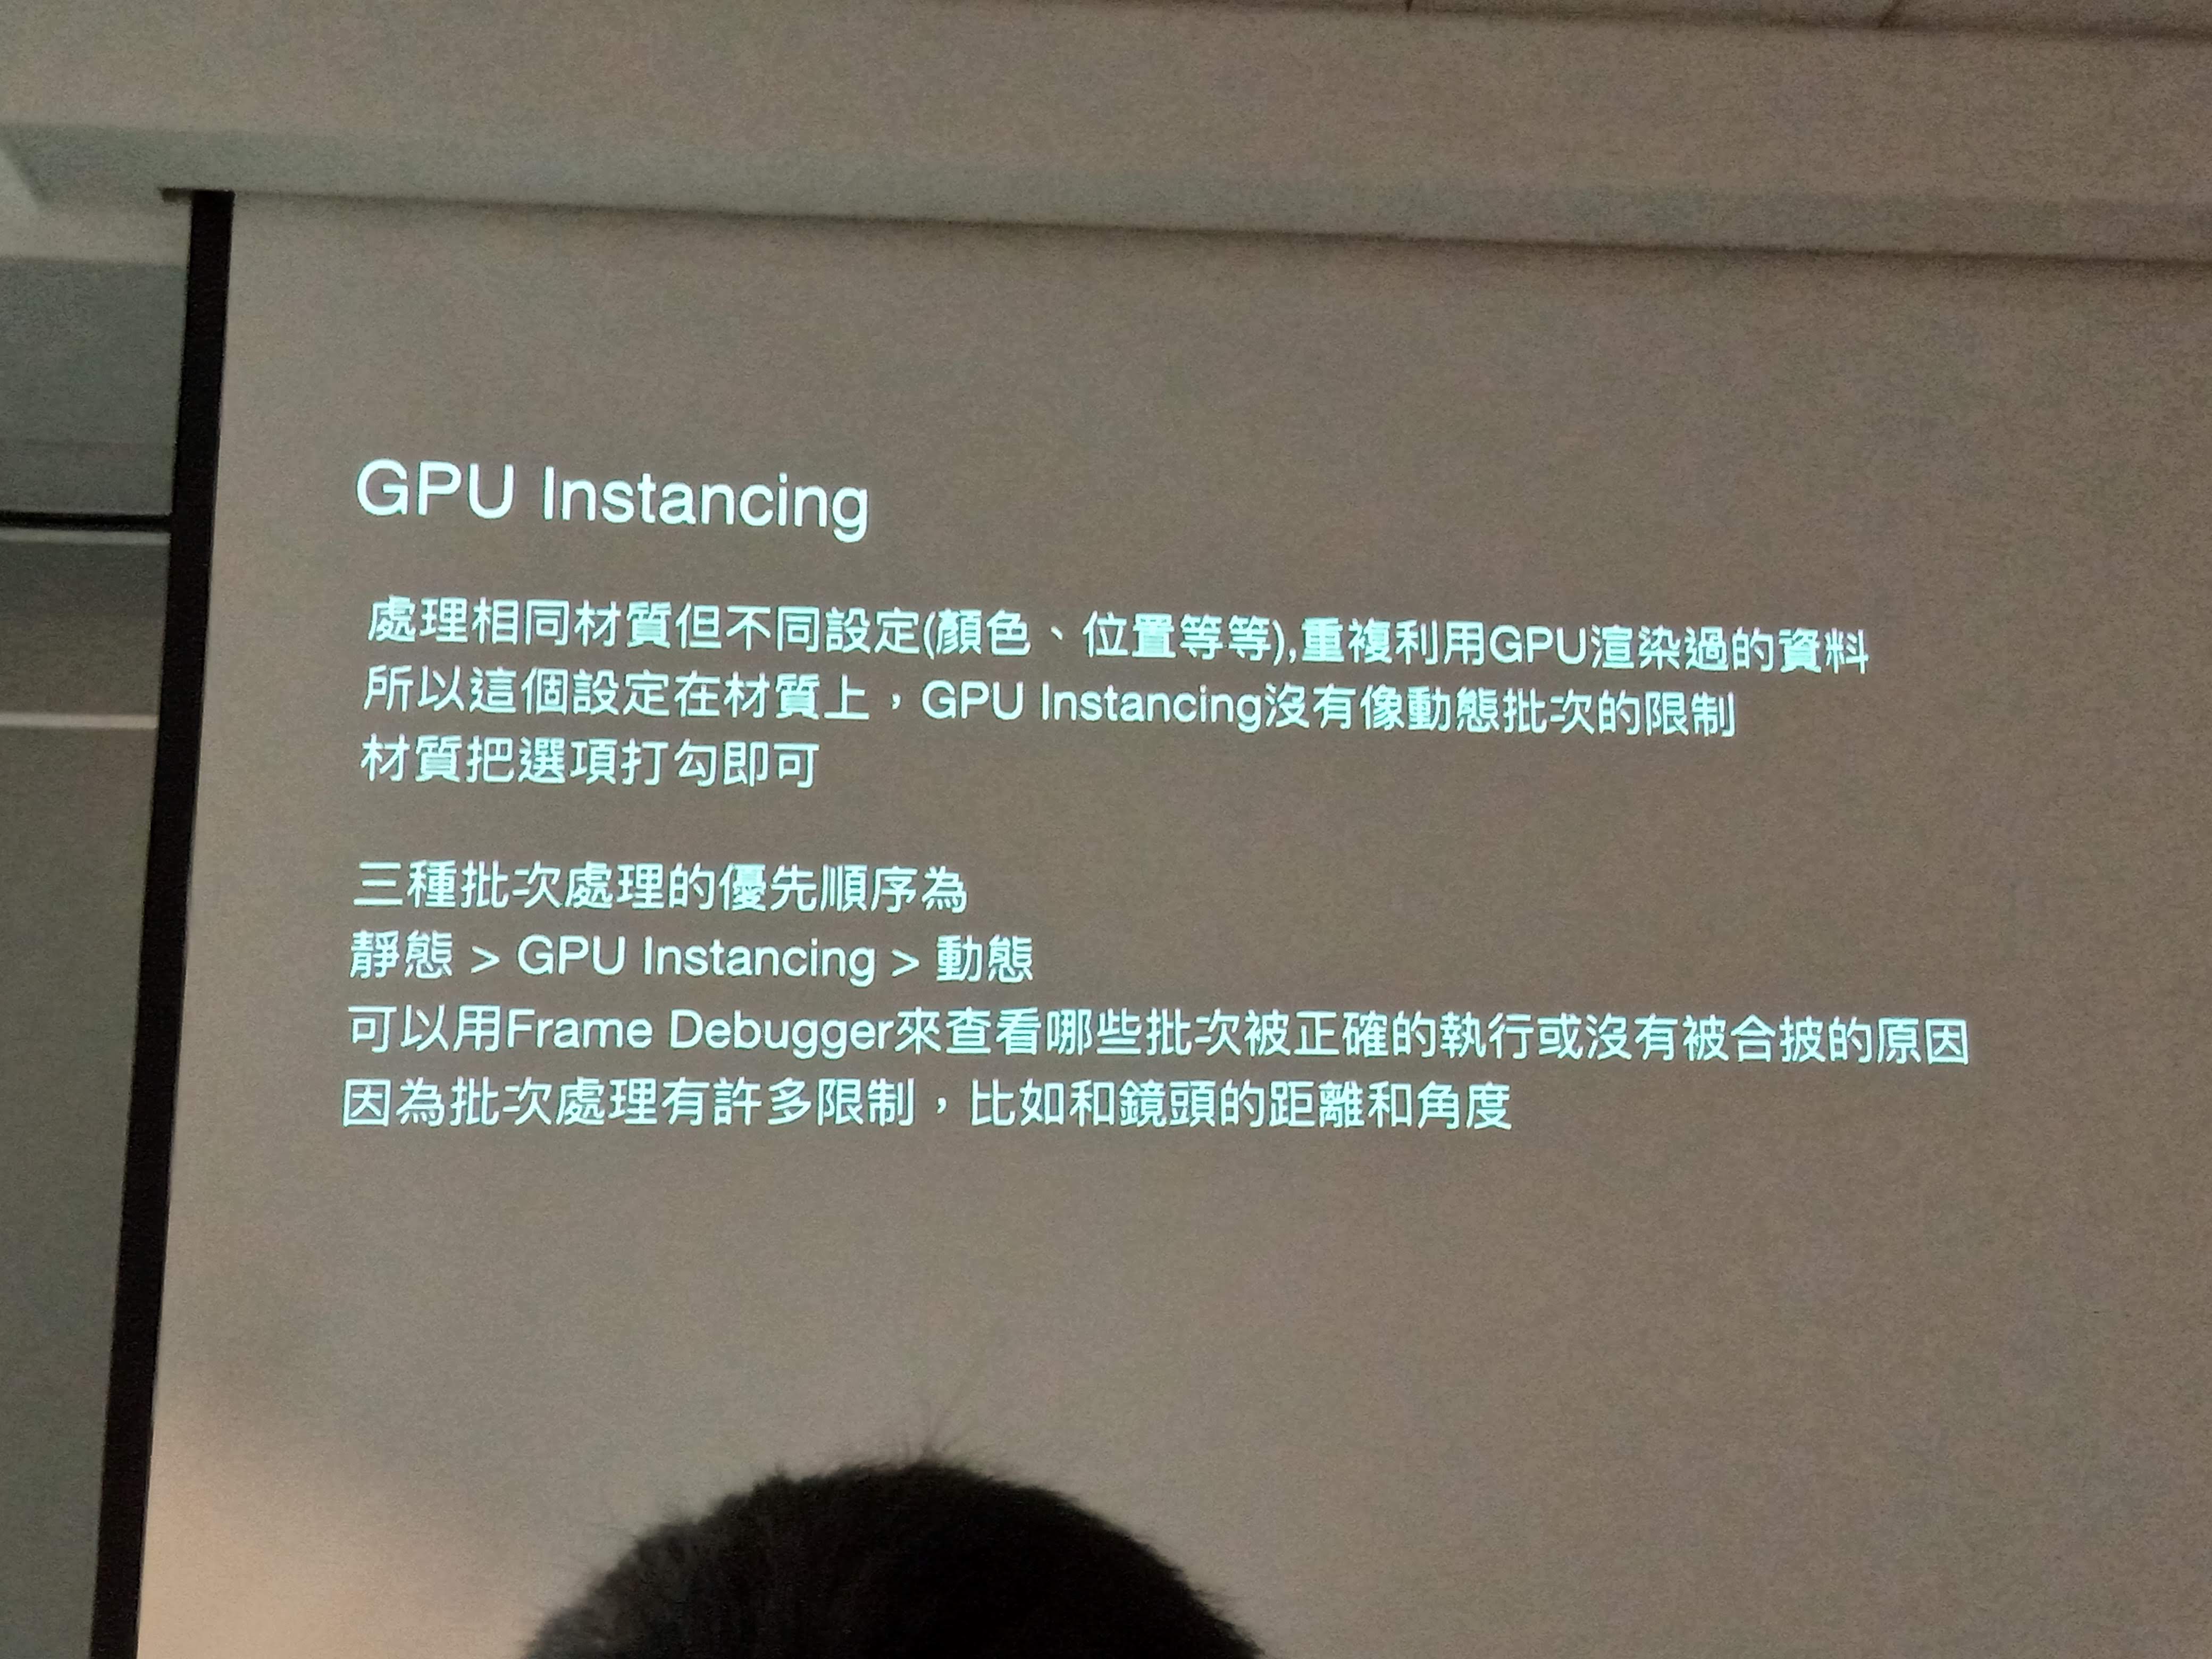 GPU Instancing
處理相同材質但不同設定(顏色、位置等等),重複利用GPU渲染過的資料
所以這個設定在材質上，GPU Instancing沒有像動態批次的限制
材質把選項打勾即可
三種批次處理的優先順序為
靜態 > GPU Instancing > 動態
可以用Frame Debugger來查看哪些批次被正確的執行或沒有被合披的原因
因為批次處理有許多限制，比如和鏡頭的距離和角度